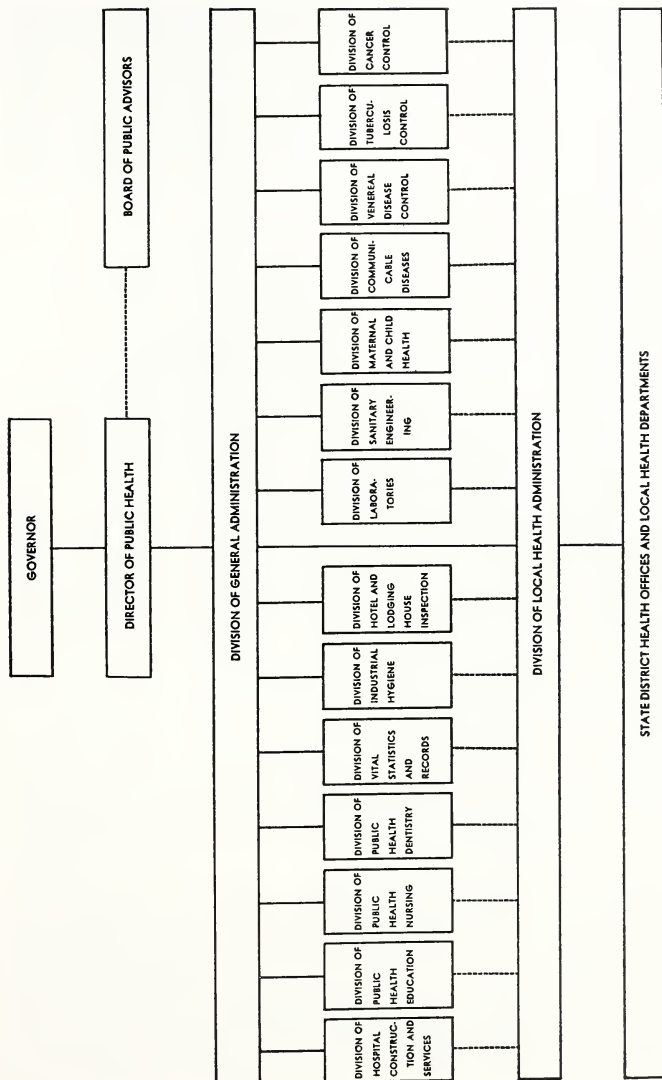 GOVERNOR
DIRECTOR OF PUBLIC HEALTH
BOARD OF PUBLIC ADVISORS
DIVISION OF GENERAL ADMINISTRATION
DIVISION OF
HOSPITAL
CONSTRUC-
TION AND
SERVICES
DIVISION OF
PUBLIC
HEALTH
EDUCATION
DIVISION OF
PUBLIC
HEALTH
NURSING
DIVISION OF
PUBLIC
HEALTH
DENTISTRY
DIVISION OF
VITAL
STATISTICS
AND
RECORDS
DIVISION OF
INDUSTRIAL
HYGIENE
DIVISION OF
HOTEL AND
LODGING
HOUSE
INSPECTION
DIVISION OF
LABORA-
TORIES
DIVISION OF
SANITARY
ENGINEER-
ING
DIVISION OF
MATERNAL
AND CHILD
HEALTH
DIVISION OF
COMMUNI-
CABLE
DISEASES
DIVISION OF
VENEREAL
DISEASE
CONTROL
DIVISION OF
TUBERCU-
LOSIS
CONTROL
DIVISION OF
CANCER
CONTROL
DIVISION OF LOCAL HEALTH ADMINISTRATION
STATE DISTRICT HEALTH OFFICES AND LOCAL HEALTH DEPARTMENTS